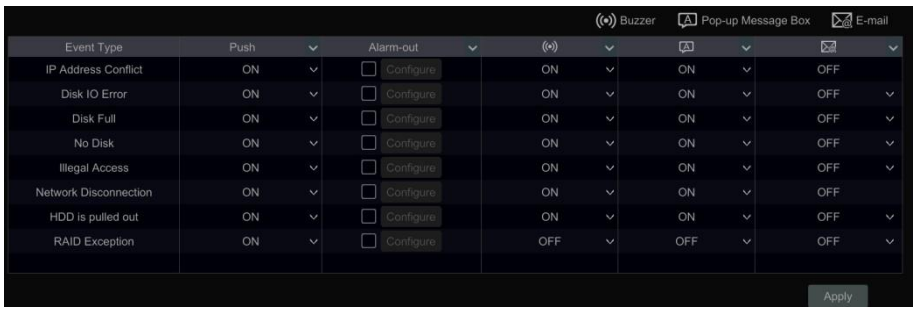 Buzzer Pop-up Message Box E-mail
Event Type Push Alarm-out
IP Address Conflict ON Configure ON ON OFF
Disk IO Error ON Configure ON ON OFF
Disk Full ON Configure ON ON OFF
No Disk ON Configure ON ON OFF
Illegal Access ON Configure ON ON OFF
Network Disconnection ON Configure ON ON OFF
HDD is pulled out ON Configure ON ON OFF
RAID Exception ON Configure OFF OFF OFF
Apply